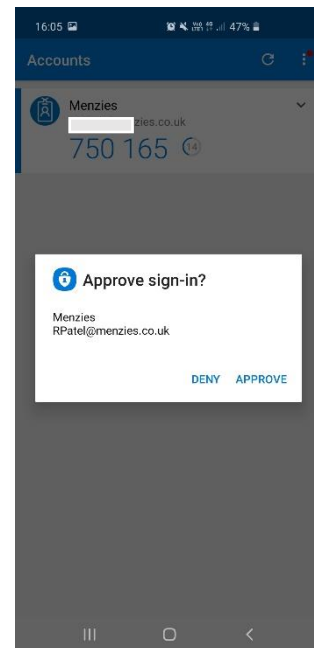 16:05 47%
Accounts
Menzies
zies.co.uk
750 165 14
Approve sign-in?
Menzies
RPatel@menzies.co.uk
DENY APPROVE